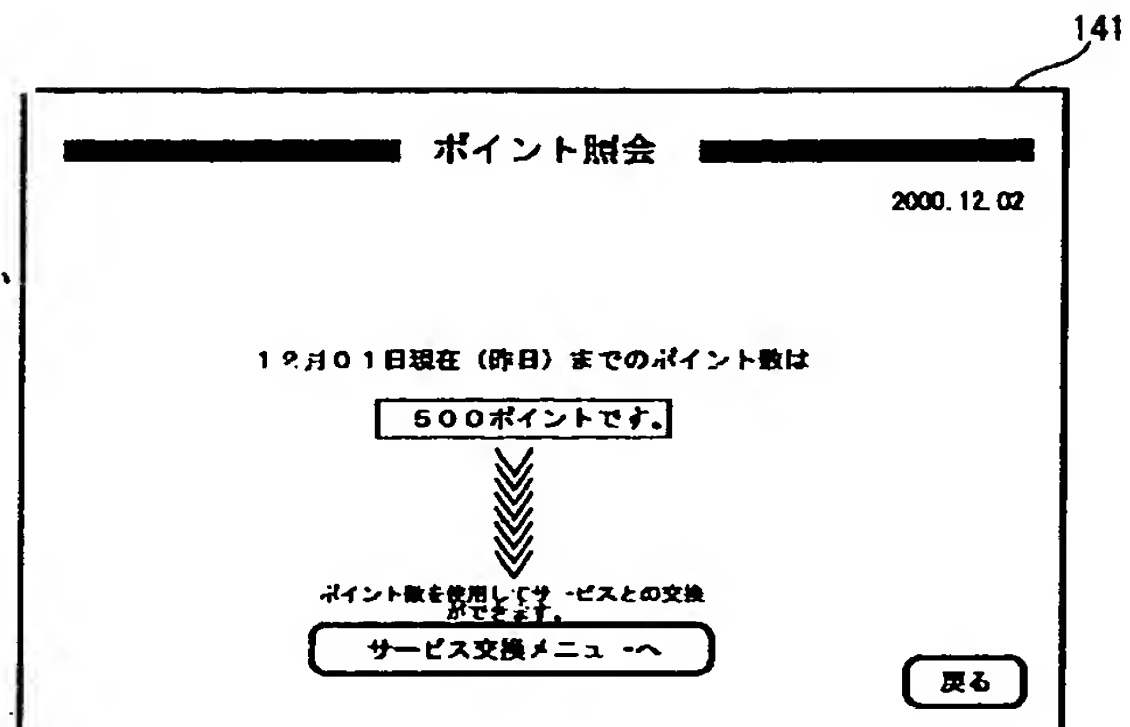 141
ポイント照会
2000.12.02
12月01日現在（昨日）までのポイント数は
500ポイントです。
ポイント数を使用してサービスとの交換
ができます。
サービス交換メニューへ
戻る